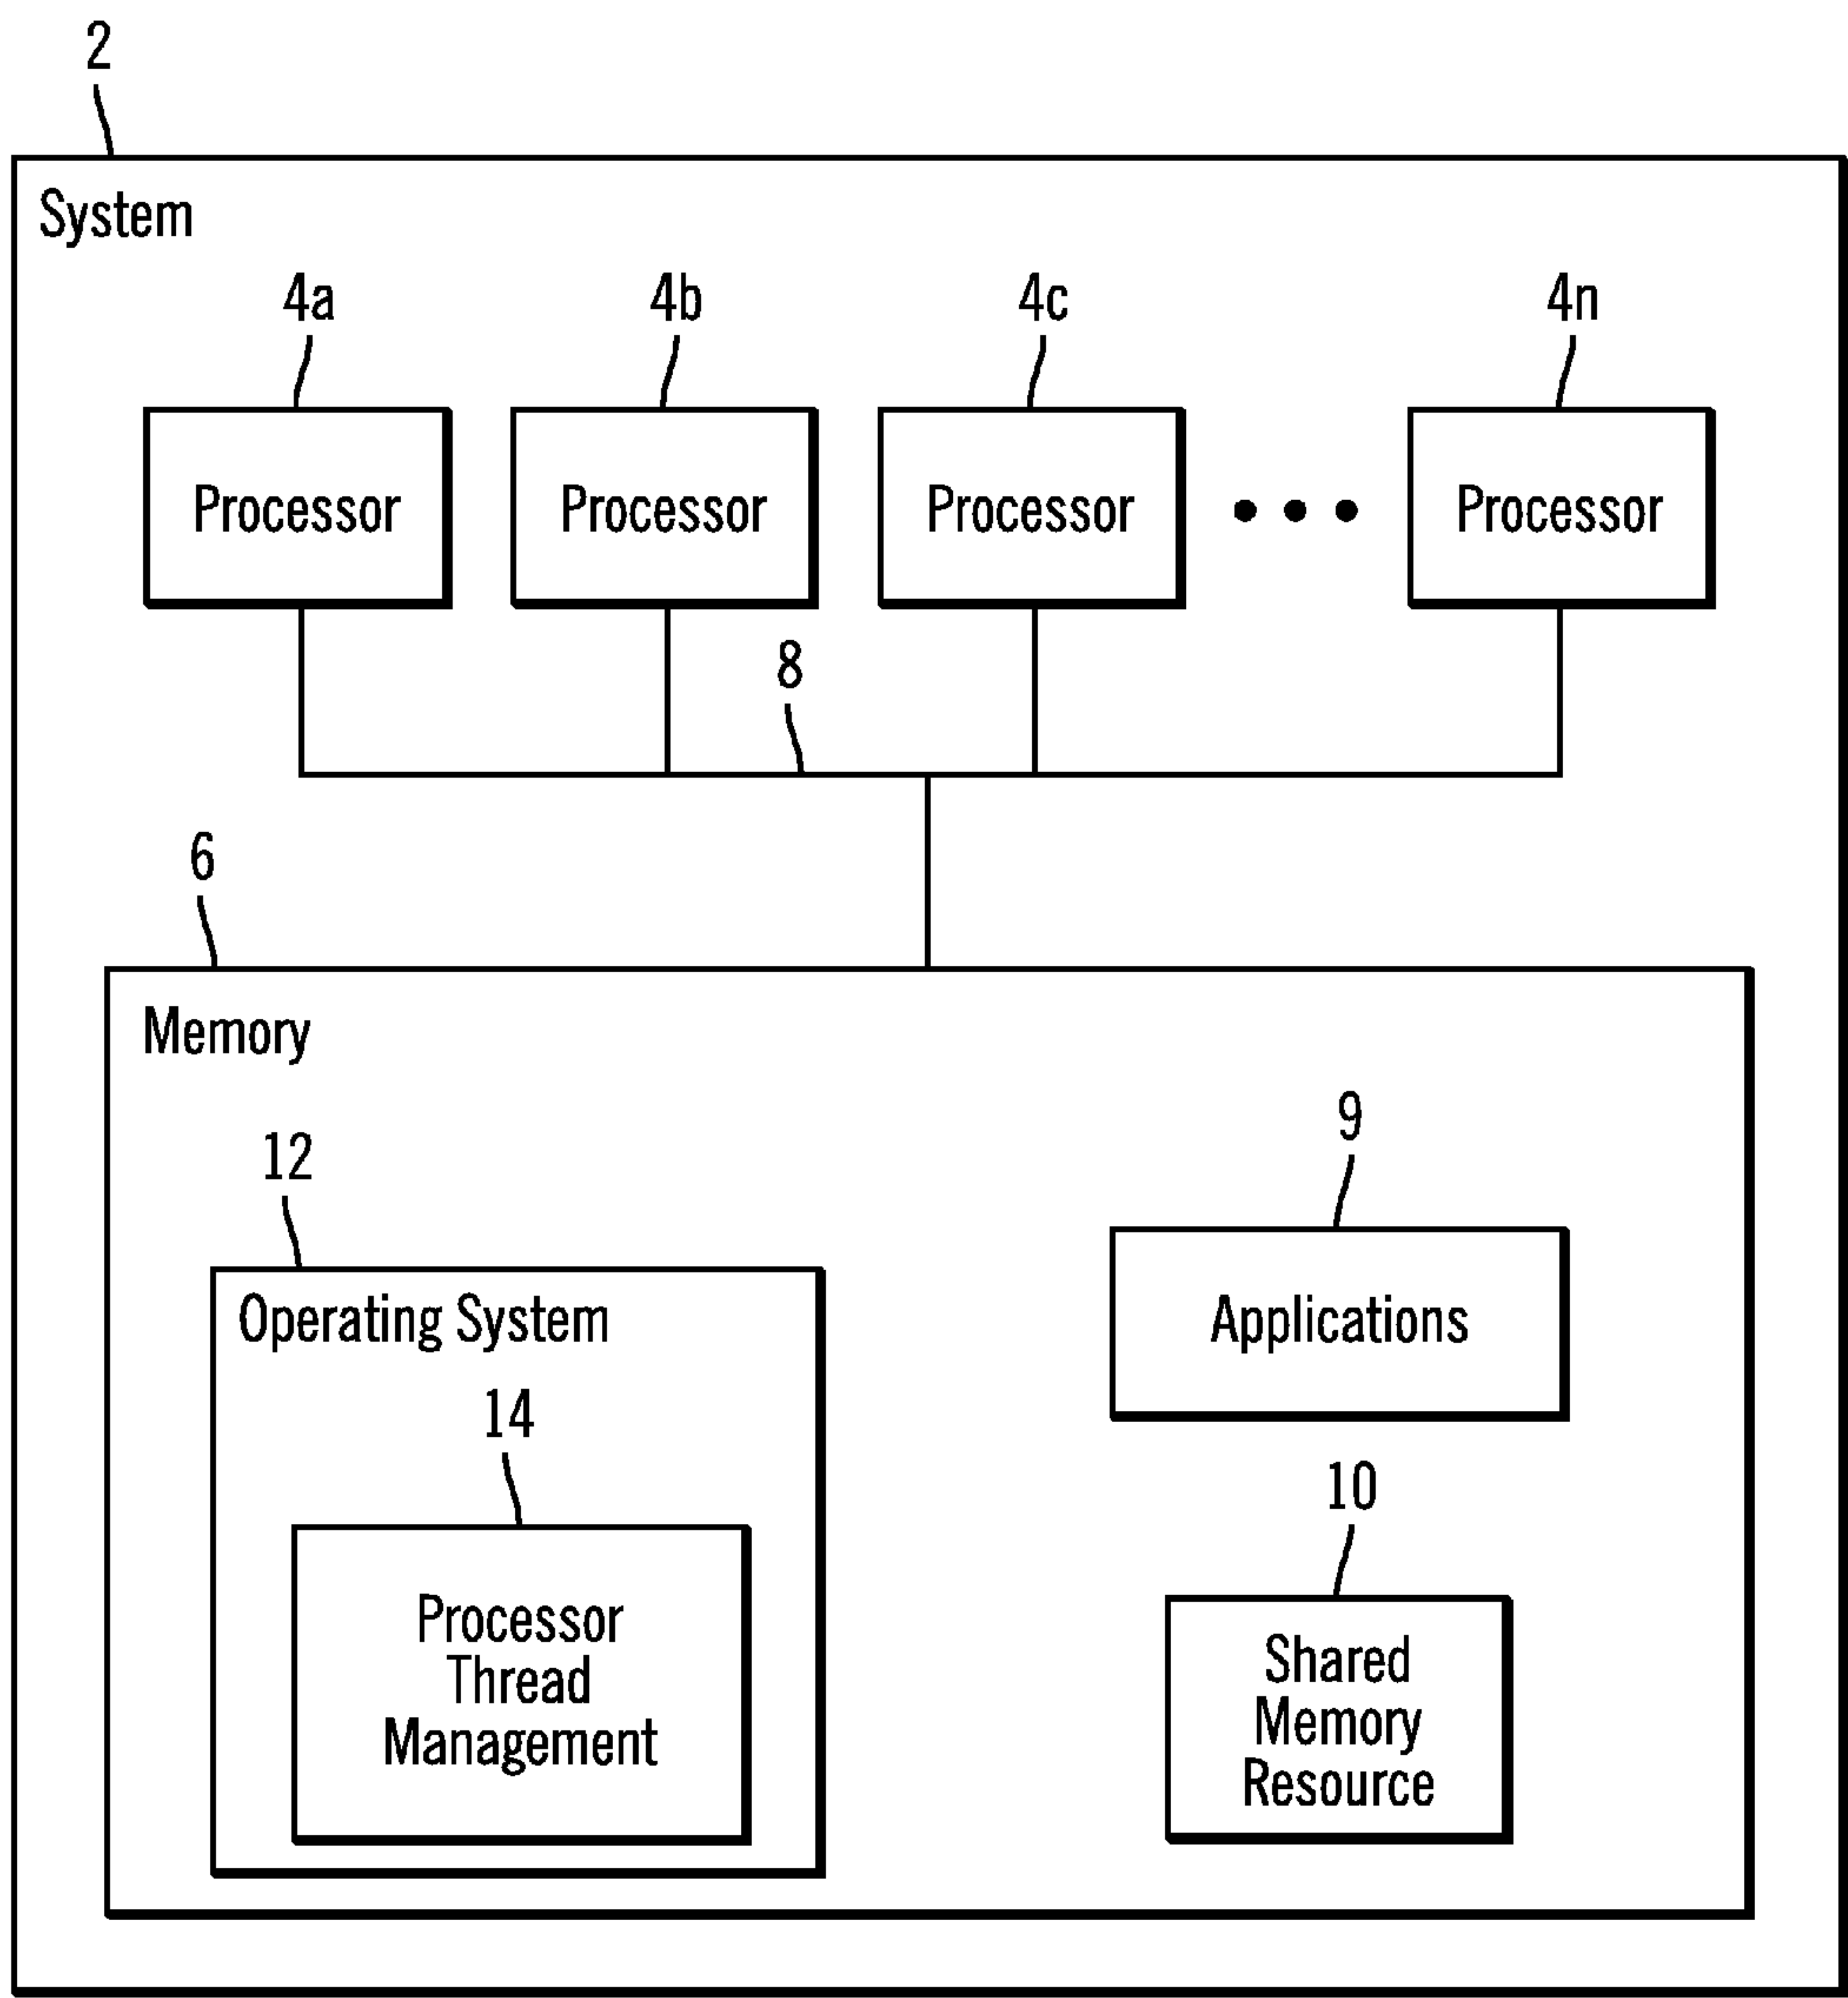 2
System
4a
4b
4c
4n
Processor
Processor
Processor
Processor
8
6
Memory
12
9
Operating System
Applications
14
10
Processor
Thread
Management
Shared
Memory
Resource